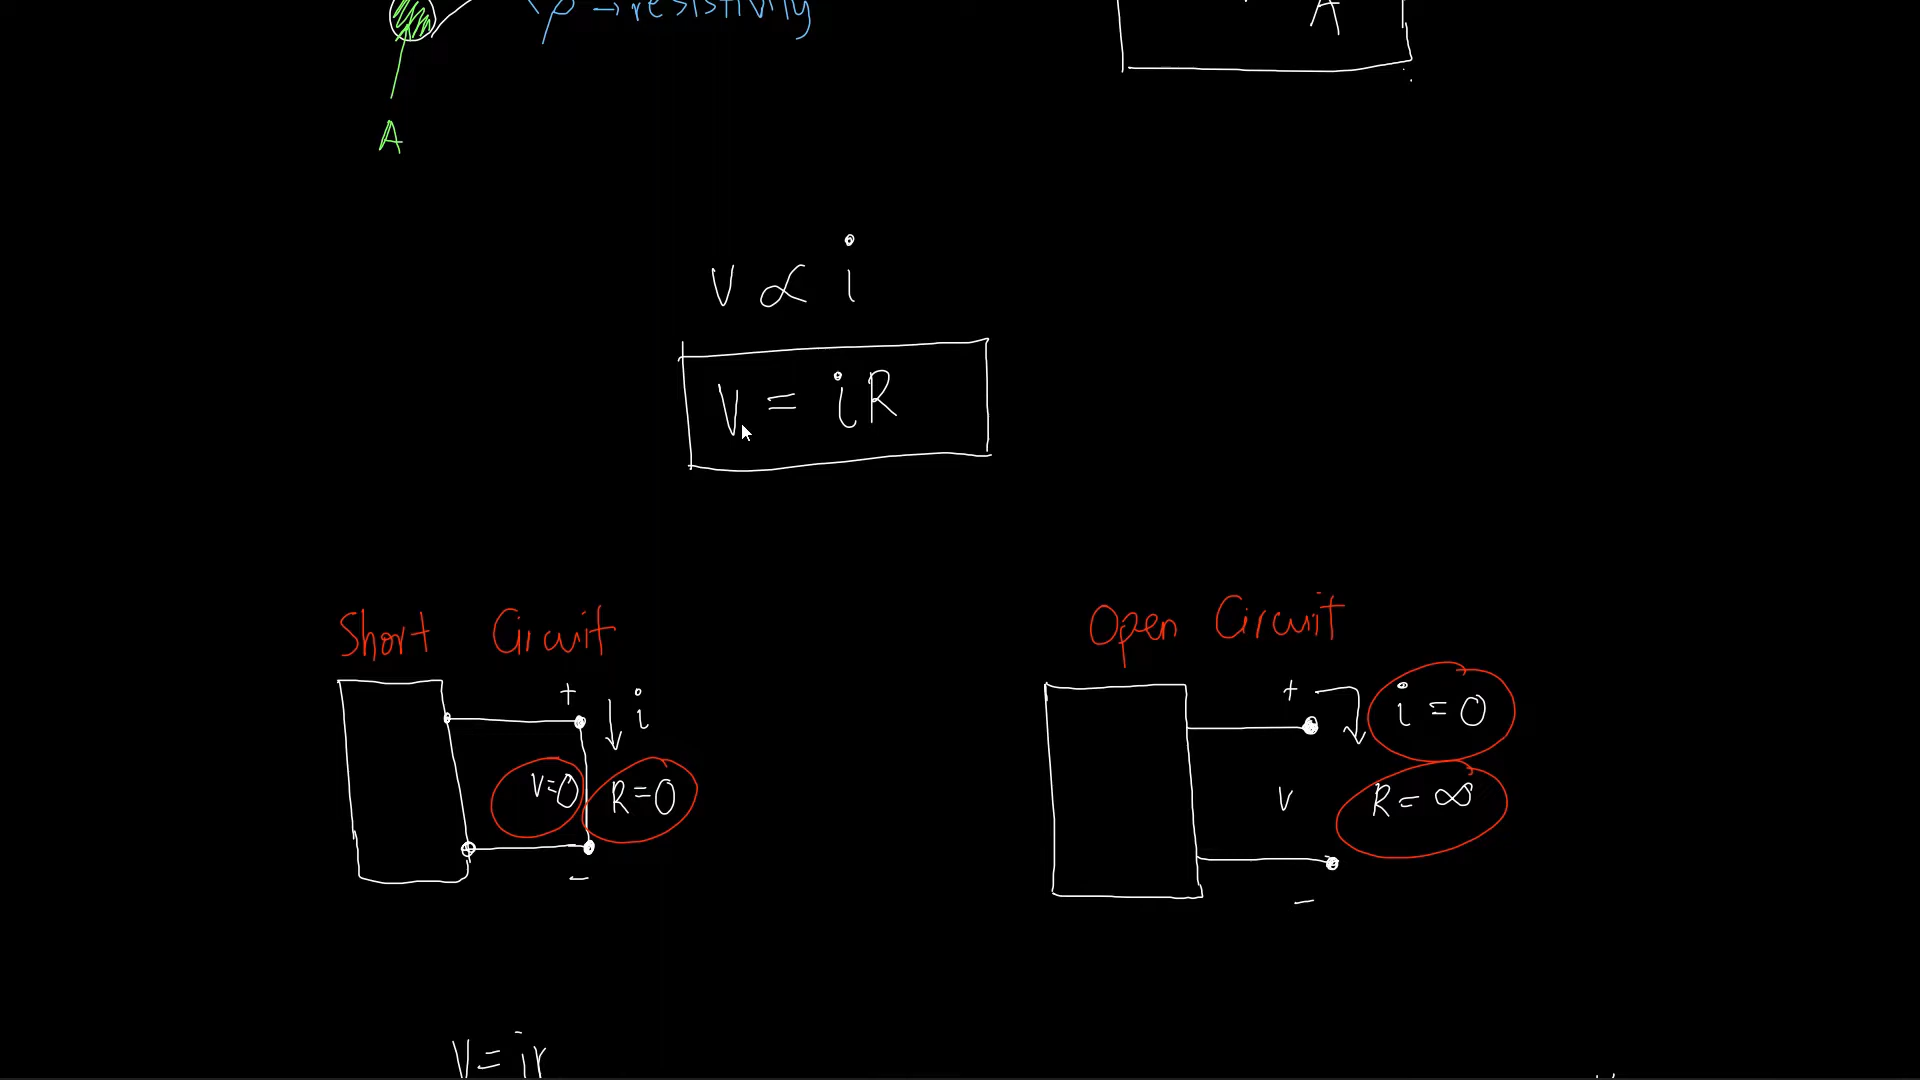 ρ → resistivity
A
A
V ∝ i
V = iR
Short Circuit
Open Circuit
+ i
+ i = 0
V=0 R=0
V R = ∞
-
-
V = ir